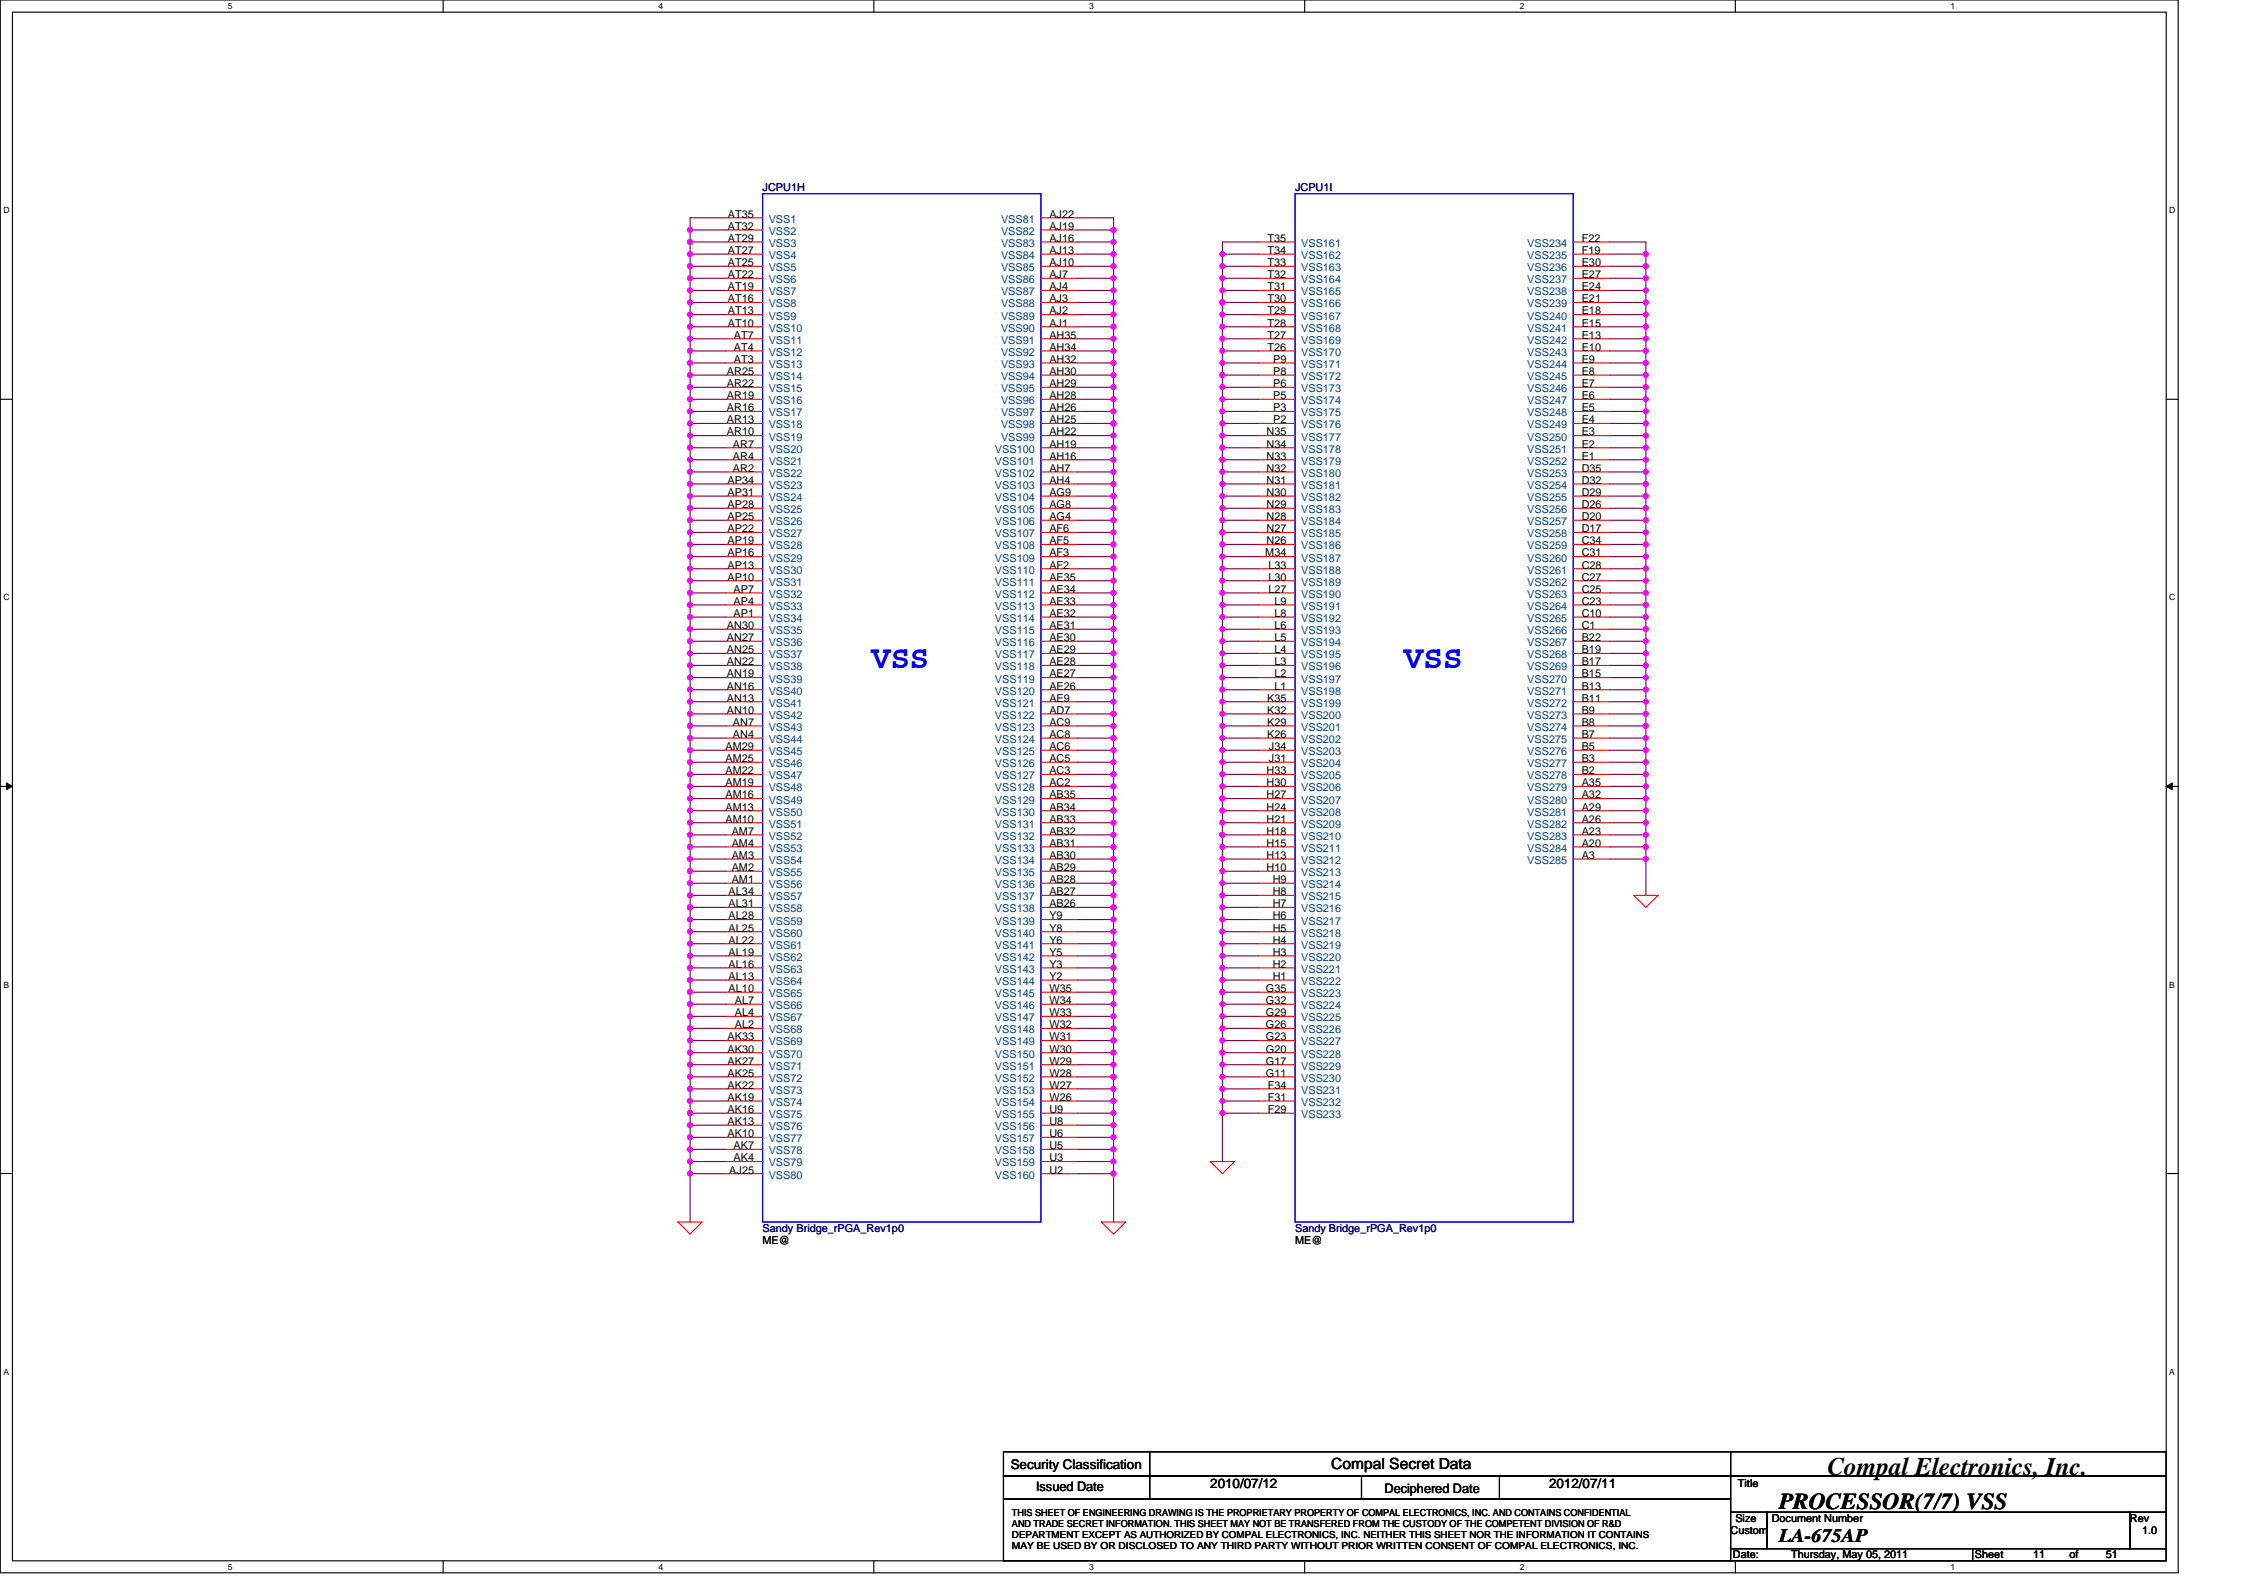 5 4 3 2 1
JCPU1H JCPU1I
AT35 VSS1 VSS81 AJ22
AT32 VSS2 VSS82 AJ19
AT29 VSS3 VSS83 AJ16 T35 VSS161 VSS234 F22
AT27 VSS4 VSS84 AJ13 T34 VSS162 VSS235 F19
AT25 VSS5 VSS85 AJ10 T33 VSS163 VSS236 E30
AT22 VSS6 VSS86 AJ7 T32 VSS164 VSS237 E27
AT19 VSS7 VSS87 AJ4 T31 VSS165 VSS238 E24
AT16 VSS8 VSS88 AJ3 T30 VSS166 VSS239 E21
AT13 VSS9 VSS89 AJ2 T29 VSS167 VSS240 E18
AT10 VSS10 VSS90 AJ1 T28 VSS168 VSS241 E15
AT7 VSS11 VSS91 AH35 T27 VSS169 VSS242 E13
AT4 VSS12 VSS92 AH34 T26 VSS170 VSS243 E10
AT3 VSS13 VSS93 AH32 P9 VSS171 VSS244 E9
AR25 VSS14 VSS94 AH30 P8 VSS172 VSS245 E8
AR22 VSS15 VSS95 AH29 P6 VSS173 VSS246 E7
AR19 VSS16 VSS96 AH28 P5 VSS174 VSS247 E6
AR16 VSS17 VSS97 AH26 P3 VSS175 VSS248 E5
AR13 VSS18 VSS98 AH25 P2 VSS176 VSS249 E4
AR10 VSS19 VSS99 AH22 N35 VSS177 VSS250 E3
AR7 VSS20 VSS100 AH19 N34 VSS178 VSS251 E2
AR4 VSS21 VSS101 AH16 N33 VSS179 VSS252 E1
AR2 VSS22 VSS102 AH7 N32 VSS180 VSS253 D35
AP34 VSS23 VSS103 AH4 N31 VSS181 VSS254 D32
AP31 VSS24 VSS104 AG9 N30 VSS182 VSS255 D29
AP28 VSS25 VSS105 AG8 N29 VSS183 VSS256 D26
AP25 VSS26 VSS106 AG4 N28 VSS184 VSS257 D20
AP22 VSS27 VSS107 AF6 N27 VSS185 VSS258 D17
AP19 VSS28 VSS108 AF5 N26 VSS186 VSS259 C34
AP16 VSS29 VSS109 AF3 M34 VSS187 VSS260 C31
AP13 VSS30 VSS110 AF2 L33 VSS188 VSS261 C28
AP10 VSS31 VSS111 AE35 L30 VSS189 VSS262 C27
AP7 VSS32 VSS112 AE34 L27 VSS190 VSS263 C25
AP4 VSS33 VSS113 AE33 L9 VSS191 VSS264 C23
AP1 VSS34 VSS114 AE32 L8 VSS192 VSS265 C10
AN30 VSS35 VSS115 AE31 L6 VSS193 VSS266 C1
AN27 VSS36 VSS116 AE30 L5 VSS194 VSS267 B22
AN25 VSS37 VSS117 AE29 L4 VSS195 VSS268 B19
AN22 VSS38 VSS VSS118 AE28 L3 VSS196 VSS VSS269 B17
AN19 VSS39 VSS119 AE27 L2 VSS197 VSS270 B15
AN16 VSS40 VSS120 AE26 L1 VSS198 VSS271 B13
AN13 VSS41 VSS121 AE9 K35 VSS199 VSS272 B11
AN10 VSS42 VSS122 AD7 K32 VSS200 VSS273 B9
AN7 VSS43 VSS123 AC9 K29 VSS201 VSS274 B8
AN4 VSS44 VSS124 AC8 K26 VSS202 VSS275 B7
AM29 VSS45 VSS125 AC6 J34 VSS203 VSS276 B5
AM25 VSS46 VSS126 AC5 J31 VSS204 VSS277 B3
AM22 VSS47 VSS127 AC3 H33 VSS205 VSS278 B2
AM19 VSS48 VSS128 AC2 H30 VSS206 VSS279 A35
AM16 VSS49 VSS129 AB35 H27 VSS207 VSS280 A32
AM13 VSS50 VSS130 AB34 H24 VSS208 VSS281 A29
AM10 VSS51 VSS131 AB33 H21 VSS209 VSS282 A26
AM7 VSS52 VSS132 AB32 H18 VSS210 VSS283 A23
AM4 VSS53 VSS133 AB31 H15 VSS211 VSS284 A20
AM3 VSS54 VSS134 AB30 H13 VSS212 VSS285 A3
AM2 VSS55 VSS135 AB29 H10 VSS213
AM1 VSS56 VSS136 AB28 H9 VSS214
AL34 VSS57 VSS137 AB27 H8 VSS215
AL31 VSS58 VSS138 AB26 H7 VSS216
AL28 VSS59 VSS139 Y9 H6 VSS217
AL25 VSS60 VSS140 Y8 H5 VSS218
AL22 VSS61 VSS141 Y6 H4 VSS219
AL19 VSS62 VSS142 Y5 H3 VSS220
AL16 VSS63 VSS143 Y3 H2 VSS221
AL13 VSS64 VSS144 Y2 H1 VSS222
AL10 VSS65 VSS145 W35 G35 VSS223
AL7 VSS66 VSS146 W34 G32 VSS224
AL4 VSS67 VSS147 W33 G29 VSS225
AL2 VSS68 VSS148 W32 G26 VSS226
AK33 VSS69 VSS149 W31 G23 VSS227
AK30 VSS70 VSS150 W30 G20 VSS228
AK27 VSS71 VSS151 W29 G17 VSS229
AK25 VSS72 VSS152 W28 G11 VSS230
AK22 VSS73 VSS153 W27 F34 VSS231
AK19 VSS74 VSS154 W26 F31 VSS232
AK16 VSS75 VSS155 U9 F29 VSS233
AK13 VSS76 VSS156 U8
AK10 VSS77 VSS157 U6
AK7 VSS78 VSS158 U5
AK4 VSS79 VSS159 U3
AJ25 VSS80 VSS160 U2
Sandy Bridge_rPGA_Rev1p0 Sandy Bridge_rPGA_Rev1p0
ME@ ME@
D D
C C
B B
A A
Security Classification Compal Secret Data
Issued Date 2010/07/12 Deciphered Date 2012/07/11
THIS SHEET OF ENGINEERING DRAWING IS THE PROPRIETARY PROPERTY OF COMPAL ELECTRONICS, INC. AND CONTAINS CONFIDENTIAL
AND TRADE SECRET INFORMATION. THIS SHEET MAY NOT BE TRANSFERED FROM THE CUSTODY OF THE COMPETENT DIVISION OF R&D
DEPARTMENT EXCEPT AS AUTHORIZED BY COMPAL ELECTRONICS, INC. NEITHER THIS SHEET NOR THE INFORMATION IT CONTAINS
MAY BE USED BY OR DISCLOSED TO ANY THIRD PARTY WITHOUT PRIOR WRITTEN CONSENT OF COMPAL ELECTRONICS, INC.
Compal Electronics, Inc.
Title
PROCESSOR(7/7) VSS
Size Document Number Rev
Custom LA-675AP 1.0
Date: Thursday, May 05, 2011 Sheet 11 of 51
5 4 3 2 1